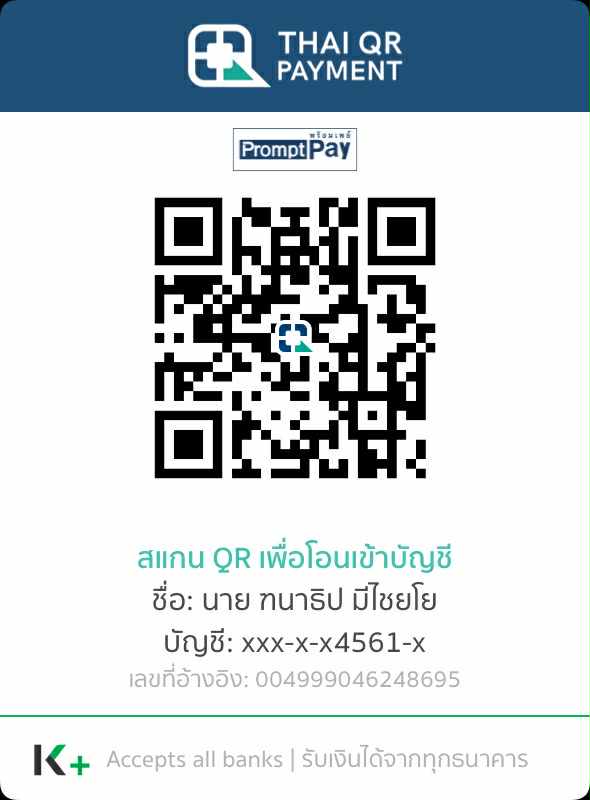 THAI QR
PAYMENT
พร้อมเพย์
PromptPay
สแกน QR เพื่อโอนเข้าบัญชี
ชื่อ: นาย ฑนาธิป มีไชยโย
บัญชี: xxx-x-x4561-x
เลขที่อ้างอิง: 004999046248695
K+ Accepts all banks | รับเงินได้จากทุกธนาคาร